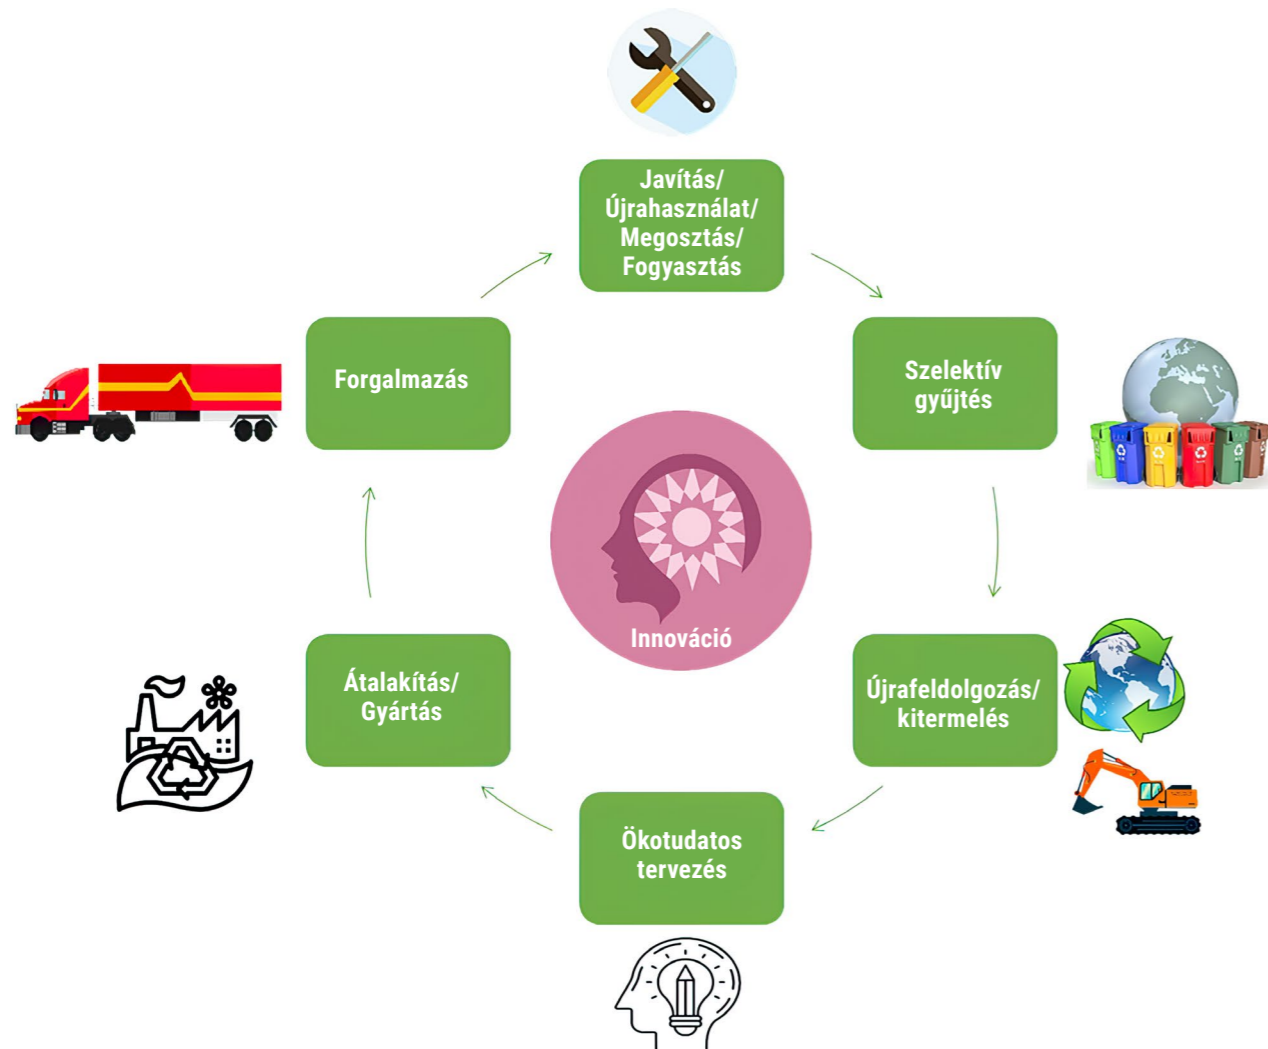 Javítás/
Újrahasználat/
Megosztás/
Fogyasztás
Forgalmazás
Szelektív
gyűjtés
Innováció
Átalakítás/
Gyártás
Újrafeldolgozás/
kitermelés
Ökotudatos
tervezés